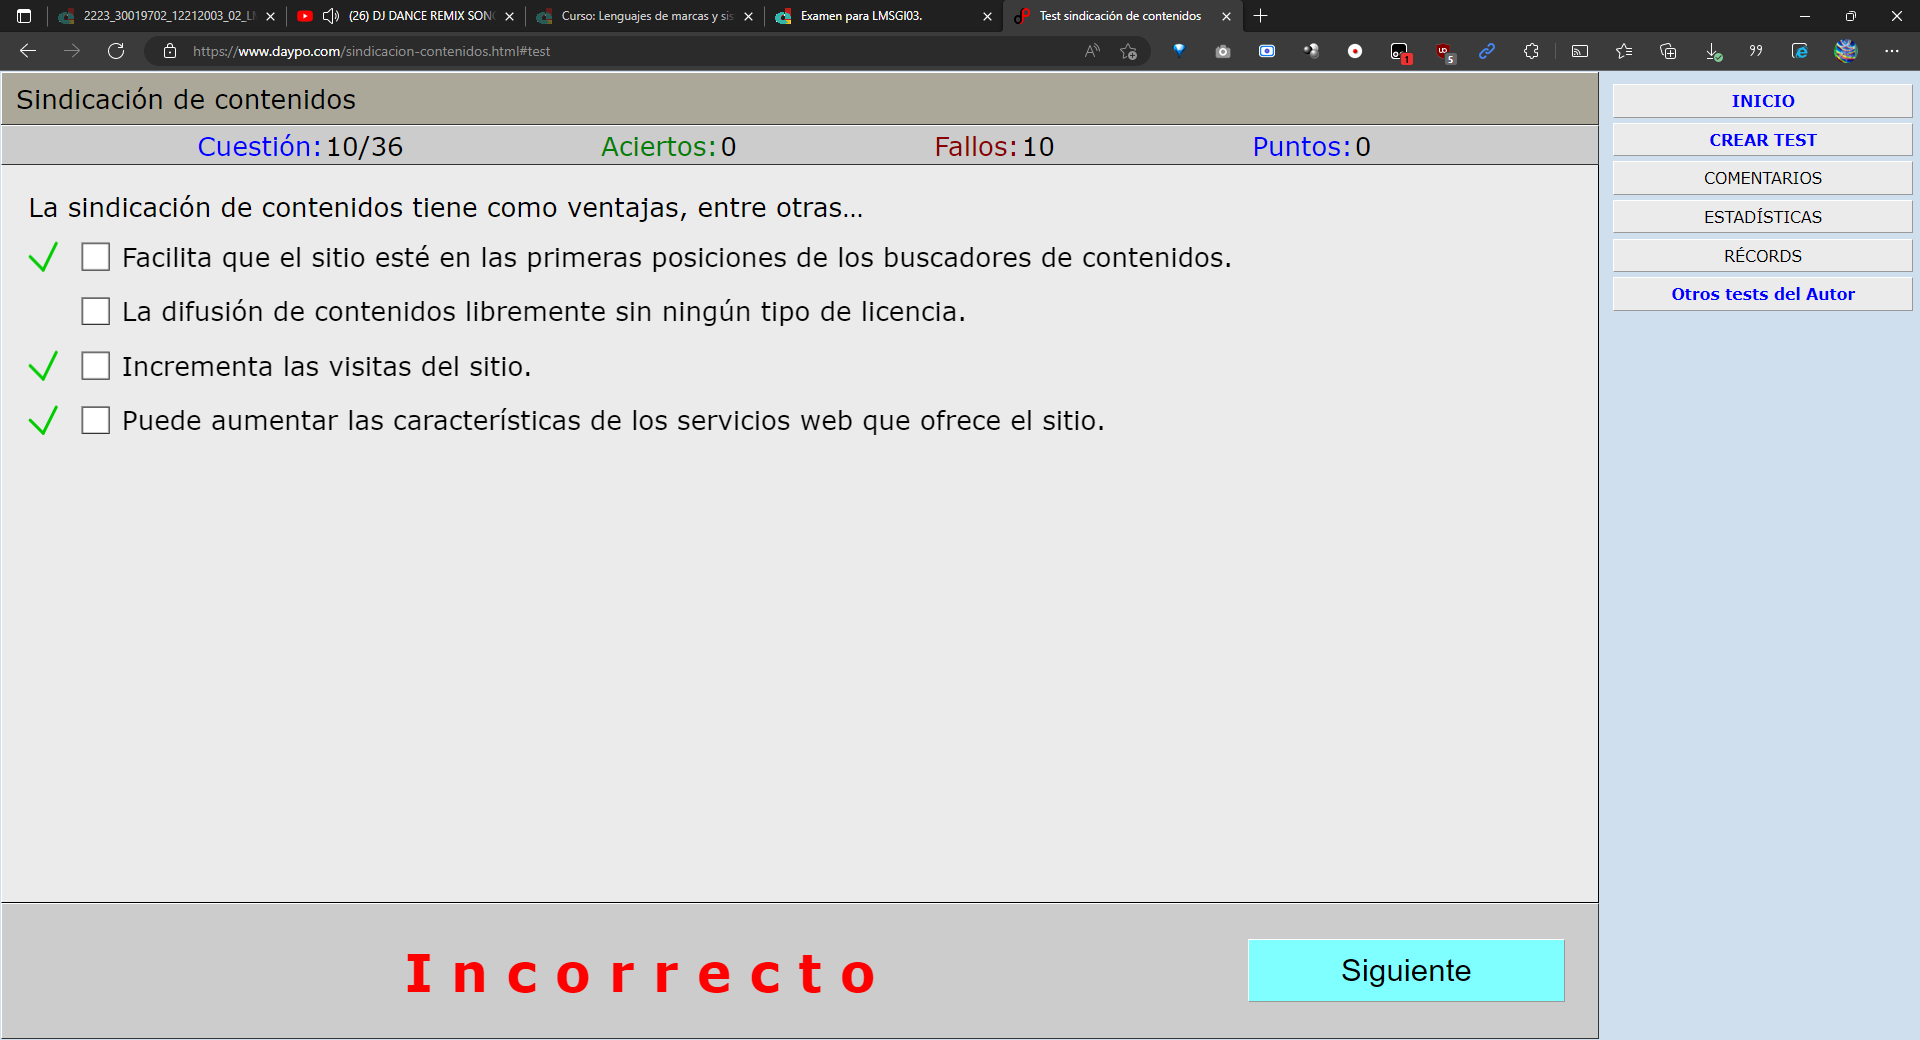 2223_30019702_12212003_02_LM
(26) DJ DANCE REMIX SONG
Curso: Lenguajes de marcas y sis
Examen para LMSGI03.
Test sindicación de contenidos
https://www.daypo.com/sindicacion-contenidos.html#test
1
5
Sindicación de contenidos
Cuestión: 10/36
Aciertos: 0
Fallos: 10
Puntos: 0
La sindicación de contenidos tiene como ventajas, entre otras...
Facilita que el sitio esté en las primeras posiciones de los buscadores de contenidos.
La difusión de contenidos libremente sin ningún tipo de licencia.
Incrementa las visitas del sitio.
Puede aumentar las características de los servicios web que ofrece el sitio.
Incorrecto
Siguiente
INICIO
CREAR TEST
COMENTARIOS
ESTADÍSTICAS
RÉCORDS
Otros tests del Autor